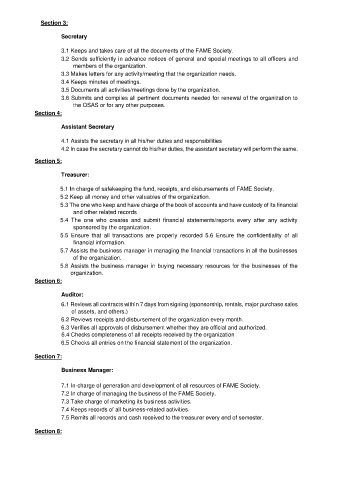 Section 3:
Secretary
3.1 Keeps and takes care of all the documents of the FAME Society.
3.2 Sends sufficiently in advance notices of general and special meetings to all officers and
members of the organization.
3.3 Makes letters for any activity/meeting that the organization needs.
3.4 Keeps minutes of meetings.
3.5 Documents all activities/meetings done by the organization.
3.6 Submits and complies all pertinent documents needed for renewal of the organization to
the OSAS or for any other purposes.
Section 4:
Assistant Secretary
4.1 Assists the secretary in all his/her duties and responsibilities
4.2 In case the secretary cannot do his/her duties, the assistant secretary will perform the same.
Section 5:
Treasurer:
5.1 In charge of safekeeping the fund, receipts, and disbursements of FAME Society.
5.2 Keep all money and other valuables of the organization.
5.3 The one who keep and have charge of the book of accounts and have custody of its financial
and other related records
5.4 The one who creates and submit financial statements/reports every after any activity
sponsored by the organization.
5.5 Ensure that all transactions are properly recorded 5.6 Ensure the confidentiality of all
financial information.
5.7 Assists the business manager in managing the financial transactions in all the businesses
of the organization.
5.8 Assists the business manager in buying necessary resources for the businesses of the
organization.
Section 6:
Auditor:
6.1 Reviews all contracts within 7 days from signing (sponsorship, rentals, major purchase sales
of assets, and others.)
6.2 Reviews receipts and disbursement of the organization every month.
6.3 Verifies all approvals of disbursement whether they are official and authorized.
6.4 Checks completeness of all receipts received by the organization
6.5 Checks all entries on the financial statement of the organization.
Section 7:
Business Manager:
7.1 In-charge of generation and development of all resources of FAME Society.
7.2 In charge of managing the business of the FAME Society.
7.3 Take charge of marketing its business activities.
7.4 Keeps records of all business-related activities.
7.5 Remits all records and cash received to the treasurer every end of semester.
Section 8: